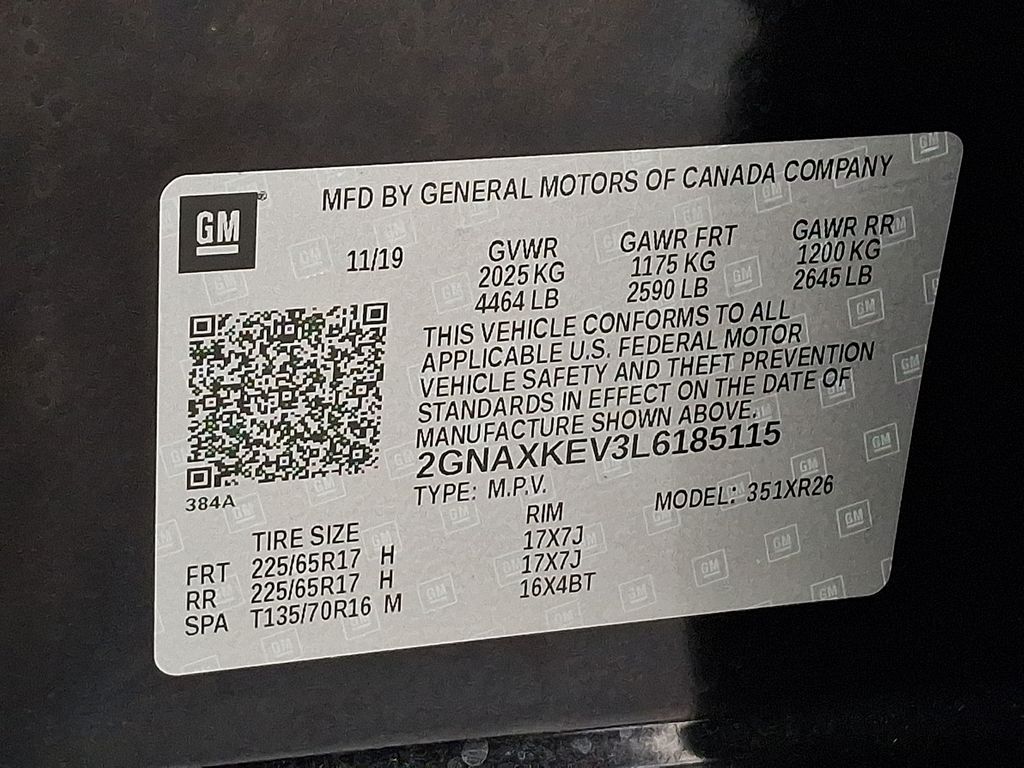 GM
MFD BY GENERAL MOTORS OF CANADA COMPANY
11/19 GVWR GAWR FRT GAWR RR
2025 KG 1175 KG 1200 KG
4464 LB 2590 LB 2645 LB
THIS VEHICLE CONFORMS TO ALL
APPLICABLE U.S. FEDERAL MOTOR
VEHICLE SAFETY AND THEFT PREVENTION
STANDARDS IN EFFECT ON THE DATE OF
MANUFACTURE SHOWN ABOVE.
2GNAXKEV3L6185115
384A
TYPE: M.P.V. MODEL: 351XR26
TIRE SIZE RIM
FRT 225/65R17 H 17X7J
RR 225/65R17 H 17X7J
SPA T135/70R16 M 16X4BT